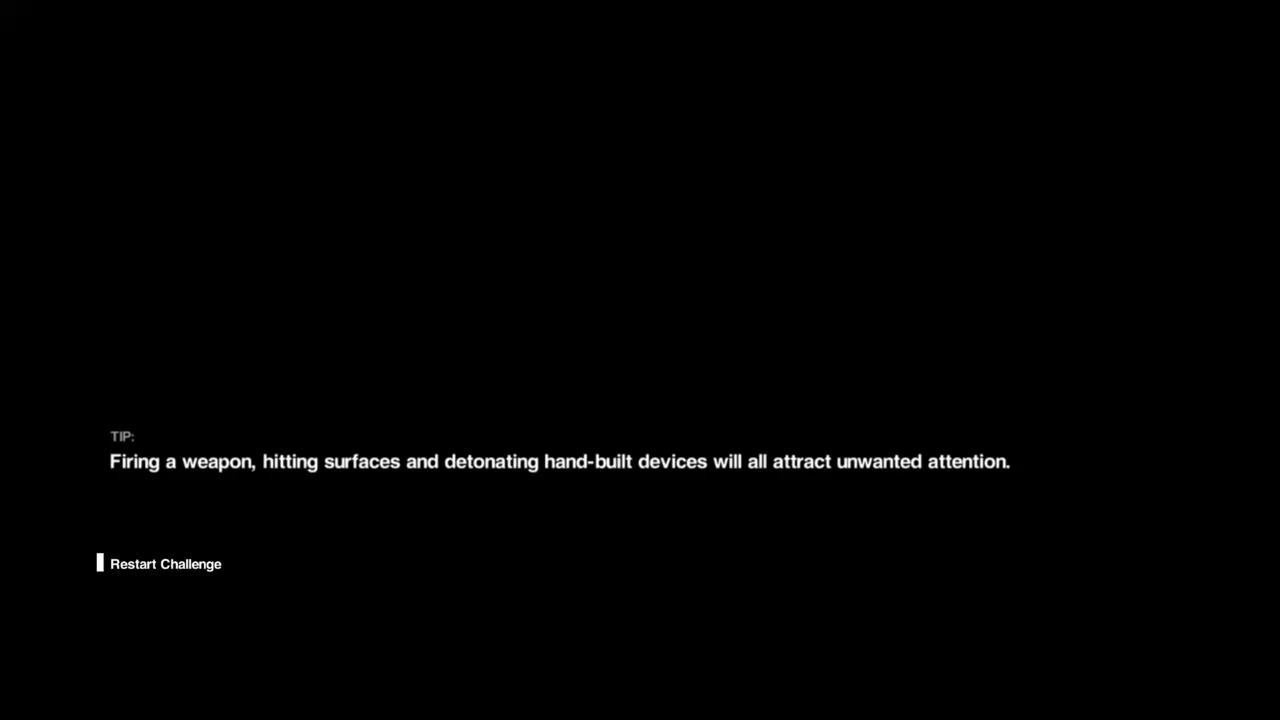 TIP:
Firing a weapon, hitting surfaces and detonating hand-built devices will all attract unwanted attention.
Restart Challenge